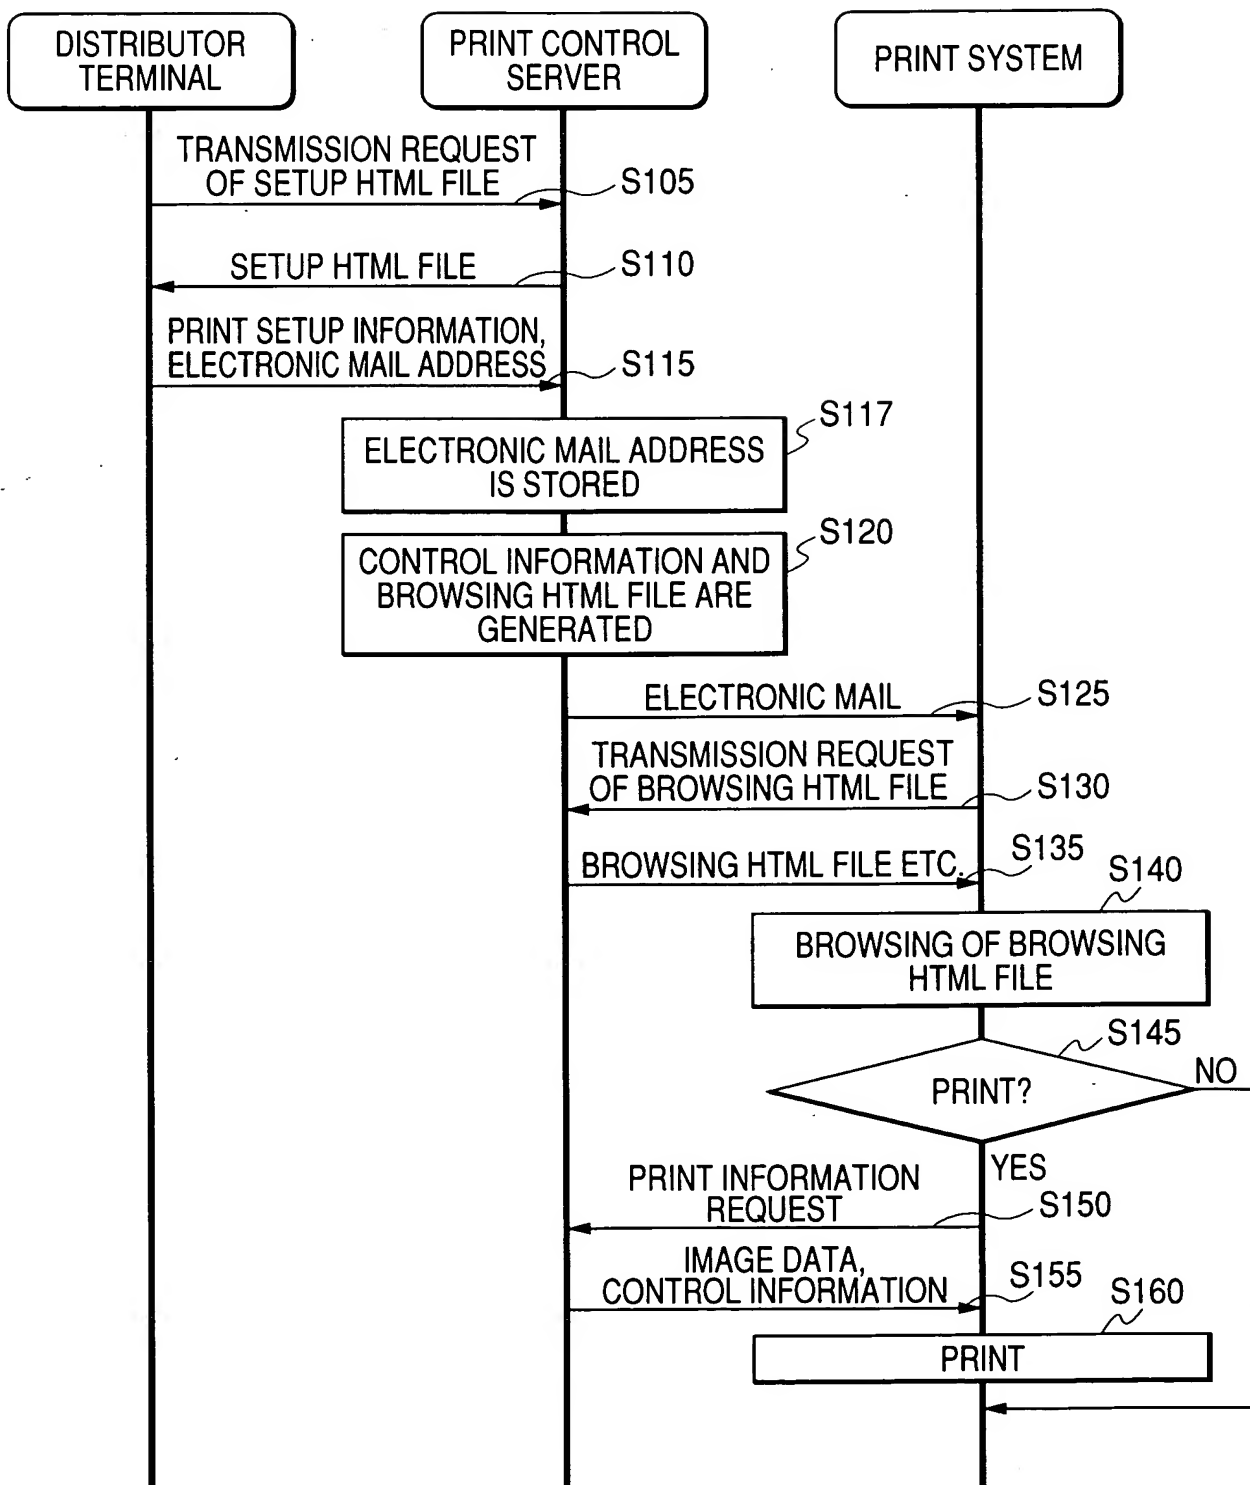 DISTRIBUTOR
TERMINAL
PRINT CONTROL
SERVER
PRINT SYSTEM
TRANSMISSION REQUEST
OF SETUP HTML FILE
S105
SETUP HTML FILE
S110
PRINT SETUP INFORMATION,
ELECTRONIC MAIL ADDRESS
S115
S117
ELECTRONIC MAIL ADDRESS
IS STORED
S120
CONTROL INFORMATION AND
BROWSING HTML FILE ARE
GENERATED
ELECTRONIC MAIL
S125
TRANSMISSION REQUEST
OF BROWSING HTML FILE
S130
BROWSING HTML FILE ETC.
S135
S140
BROWSING OF BROWSING
HTML FILE
S145
PRINT?
NO
YES
PRINT INFORMATION
REQUEST
S150
IMAGE DATA,
CONTROL INFORMATION
S155
S160
PRINT